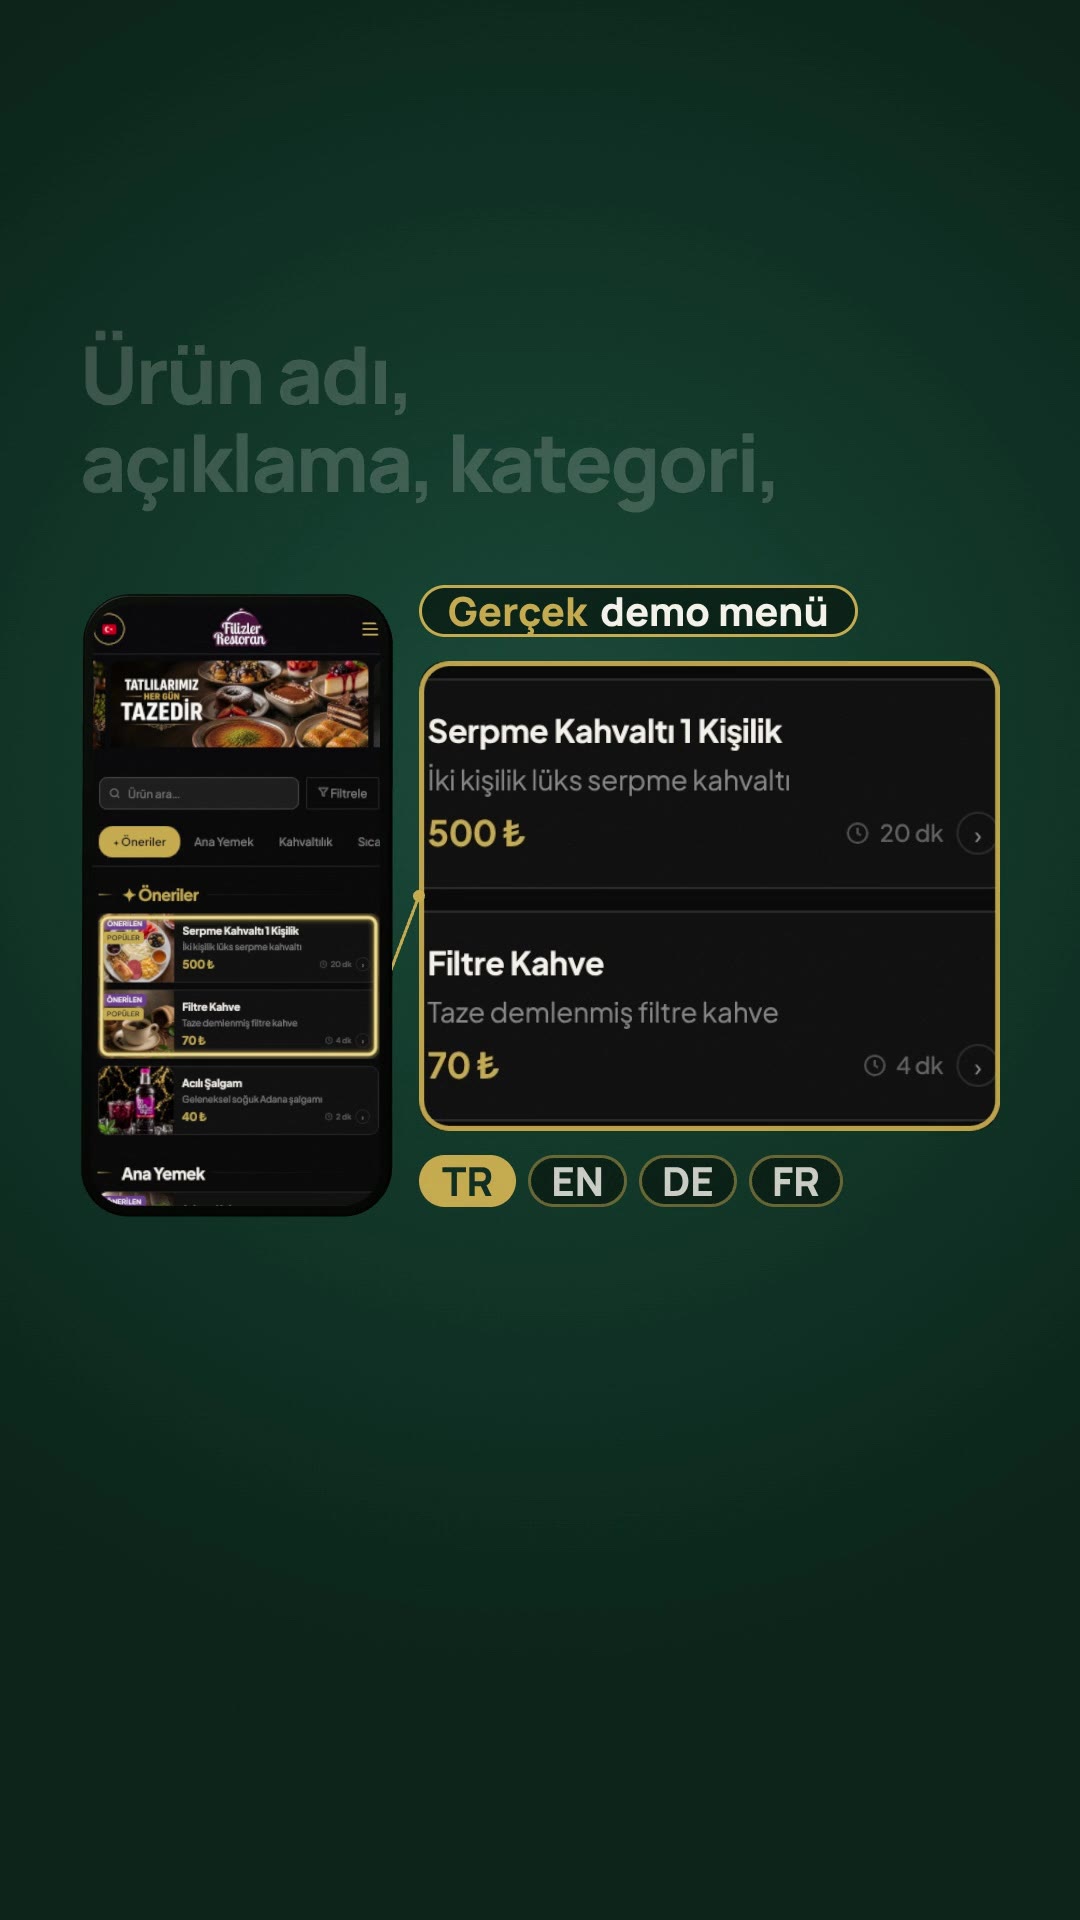 Ürün adı,
açıklama, kategori,
Gerçek demo menü
Filizler
Restoran
TATLILARIMIZ
HER GÜN
TAZEDİR
Ürün ara...
Filtrele
Öneriler
Ana Yemek
Kahvaltılık
Sıca
Öneriler
ÖNERİLEN
POPÜLER
Serpme Kahvaltı 1 Kişilik
İki kişilik lüks serpme kahvaltı
500 ₺
20 dk
ÖNERİLEN
POPÜLER
Filtre Kahve
Taze demlenmiş filtre kahve
70 ₺
4 dk
Acılı Şalgam
Geleneksel soğuk Adana şalgamı
40 ₺
2 dk
Ana Yemek
ÖNERİLEN
Serpme Kahvaltı 1 Kişilik
İki kişilik lüks serpme kahvaltı
500 ₺
20 dk
Filtre Kahve
Taze demlenmiş filtre kahve
70 ₺
4 dk
TR EN DE FR